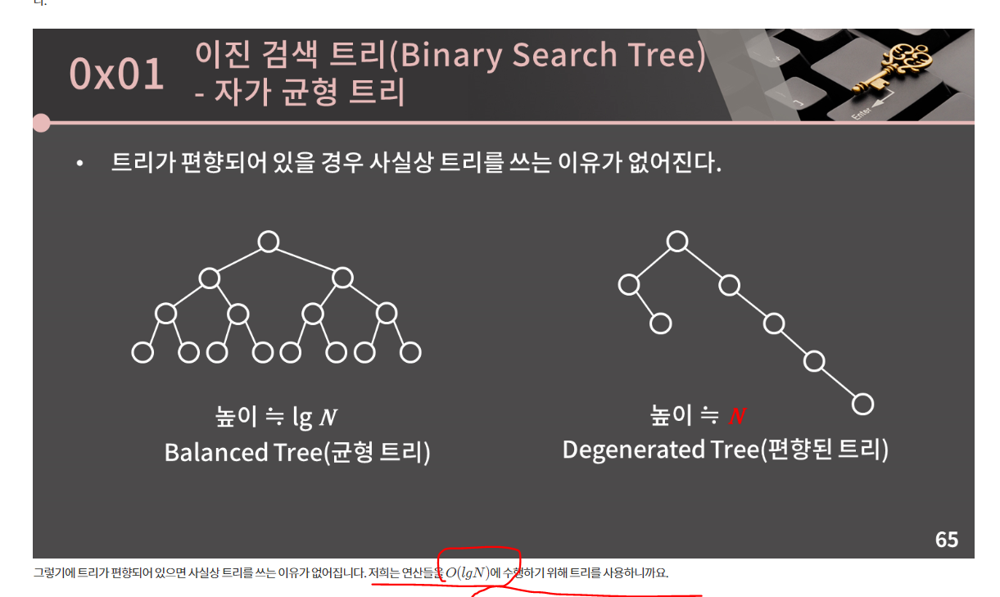 다.
0x01
이진 검색 트리(Binary Search Tree)
- 자가 균형 트리
Enter
• 트리가 편향되어 있을 경우 사실상 트리를 쓰는 이유가 없어진다.
높이 ≒ lg N
Balanced Tree(균형 트리)
높이 ≒ N
Degenerated Tree(편향된 트리)
65
그렇기에 트리가 편향되어 있으면 사실상 트리를 쓰는 이유가 없어집니다. 저희는 연산들을 O(lgN)에 수행하기 위해 트리를 사용하니까요.